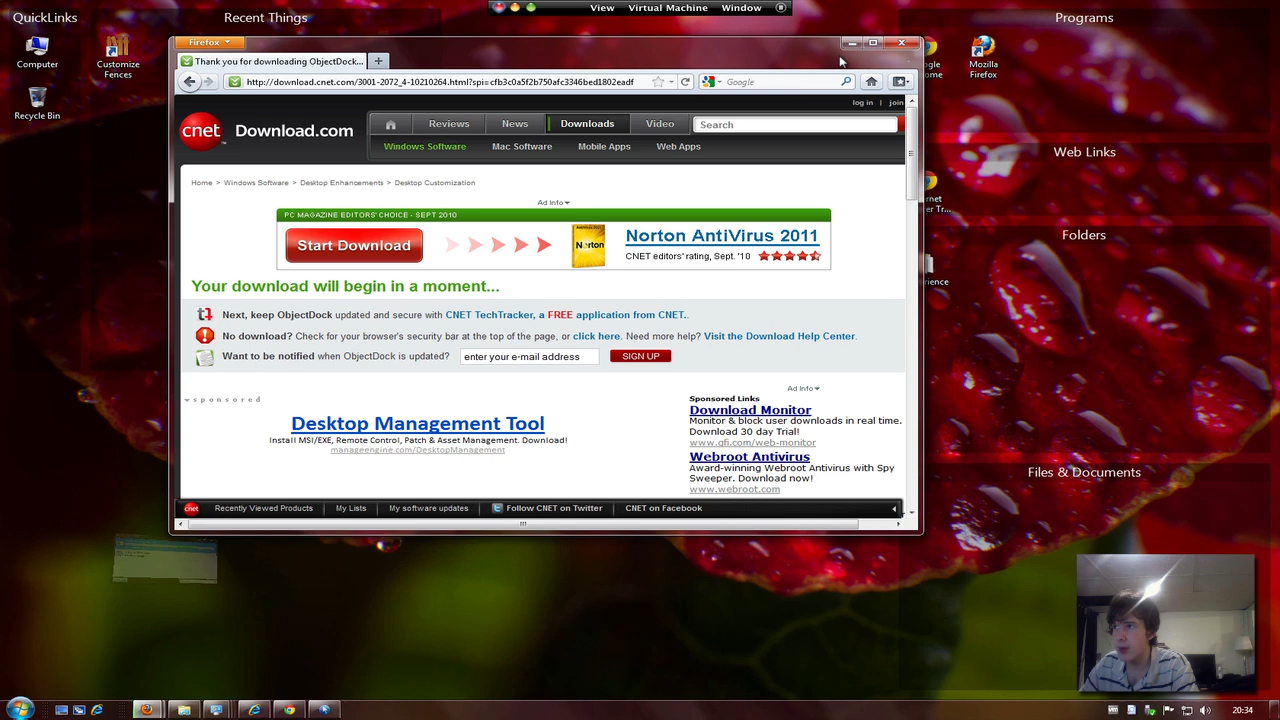 View Virtual Machine Window
QuickLinks
Recent Things
Programs
Computer
Customize Fences
Recycle Bin
Mozilla Firefox
Web Links
Folders
Files & Documents
Firefox
Thank you for downloading ObjectDock...
http://download.cnet.com/3001-2072_4-10210264.html?spi=cfb3c0a5f2b750afc3346bed1802eadf
Google
log in | join
cnet Download.com
Reviews News Downloads Video Search
Windows Software Mac Software Mobile Apps Web Apps
Home > Windows Software > Desktop Enhancements > Desktop Customization
Ad Info
PC MAGAZINE EDITORS' CHOICE - SEPT 2010
Start Download
Norton
Norton AntiVirus 2011
CNET editors' rating, Sept. '10
Your download will begin in a moment...
Next, keep ObjectDock updated and secure with CNET TechTracker, a FREE application from CNET..
No download? Check for your browser's security bar at the top of the page, or click here. Need more help? Visit the Download Help Center.
Want to be notified when ObjectDock is updated? enter your e-mail address SIGN UP
Ad Info
sponsored
Desktop Management Tool
Install MSI/EXE, Remote Control, Patch & Asset Management. Download!
manageengine.com/DesktopManagement
Sponsored Links
Download Monitor
Monitor & block user downloads in real time.
Download 30 day Trial!
www.gfi.com/web-monitor
Webroot Antivirus
Award-winning Webroot Antivirus with Spy
Sweeper. Download now!
www.webroot.com
cnet Recently Viewed Products My Lists My software updates Follow CNET on Twitter CNET on Facebook
20:34